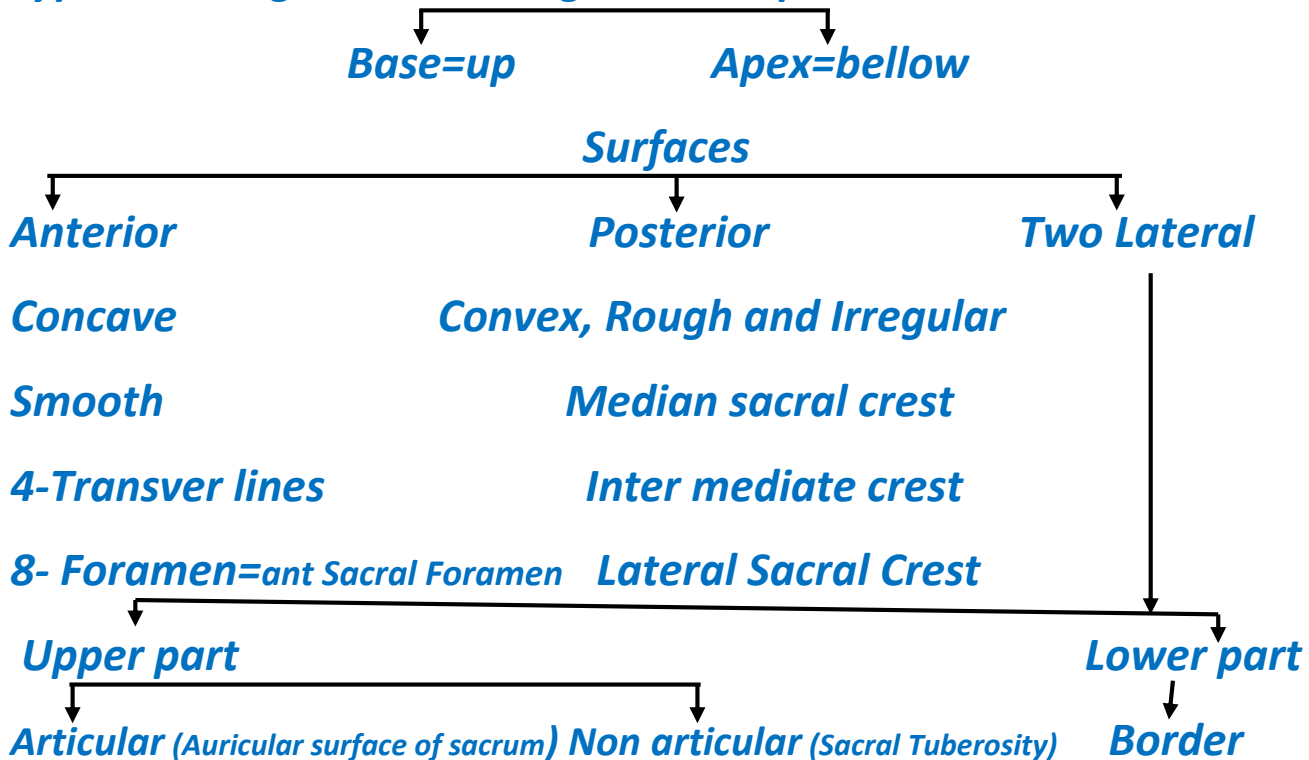 Base=up Apex=bellow
Surfaces
Anterior Posterior Two Lateral
Concave Convex, Rough and Irregular
Smooth Median sacral crest
4-Transver lines Inter mediate crest
8- Foramen=ant Sacral Foramen Lateral Sacral Crest
Upper part Lower part
Articular (Auricular surface of sacrum) Non articular (Sacral Tuberosity) Border